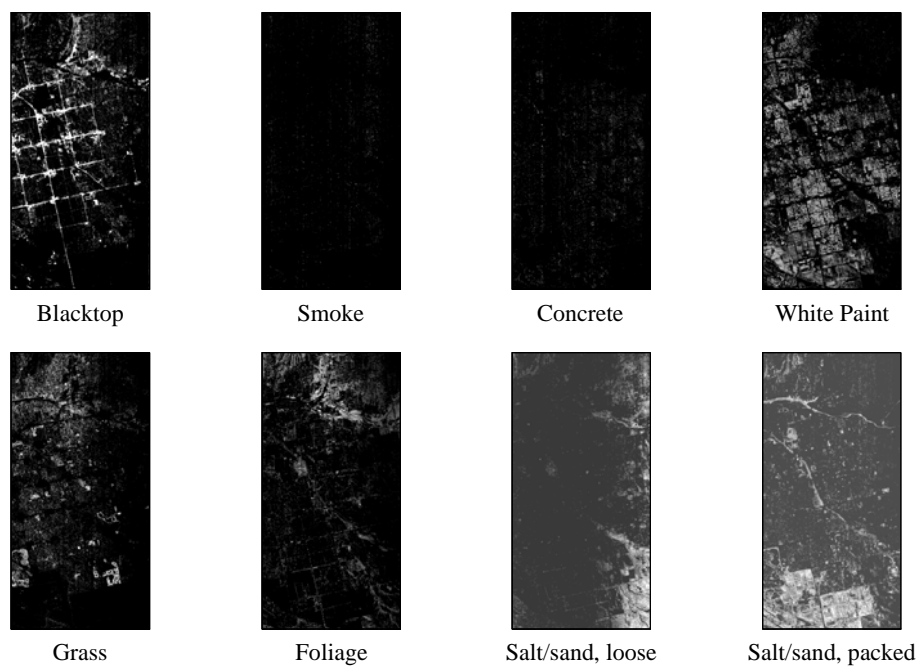 Blacktop
Smoke
Concrete
White Paint
Grass
Foliage
Salt/sand, loose
Salt/sand, packed